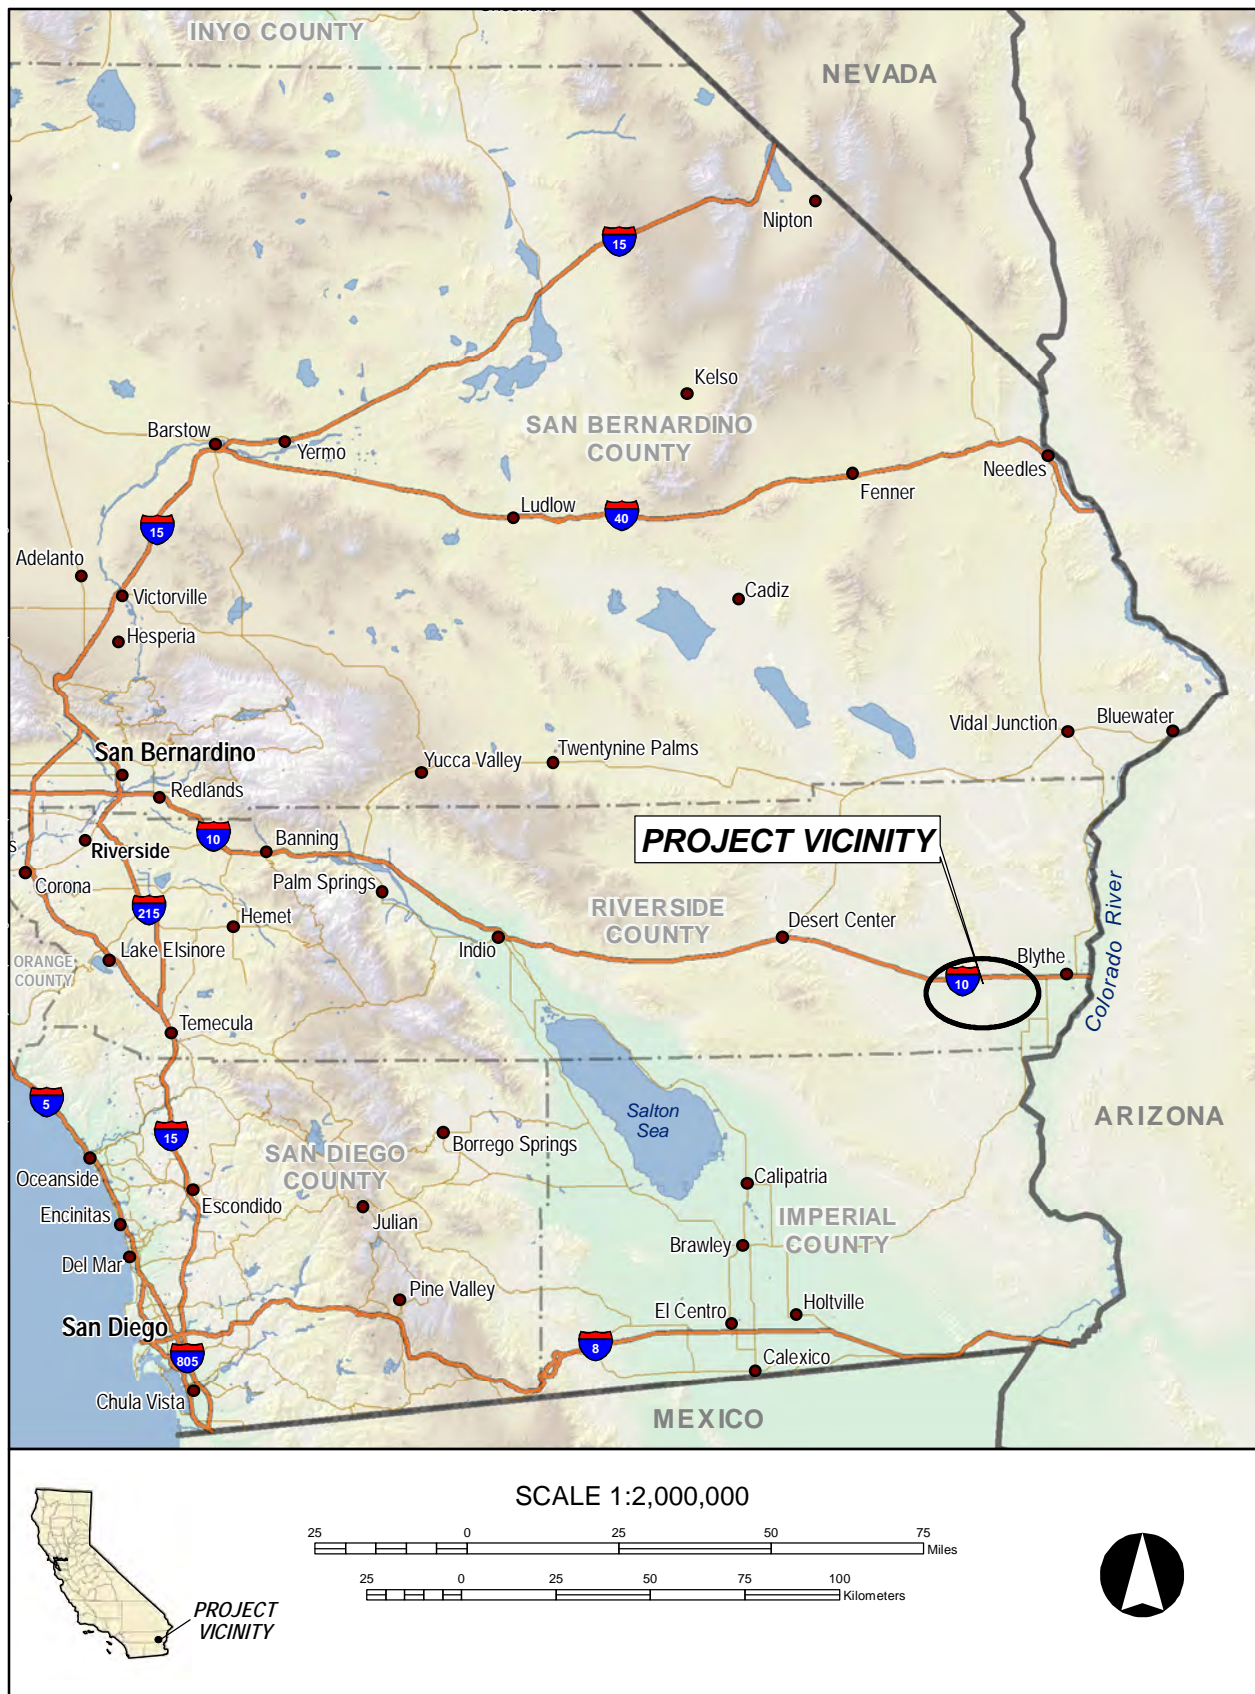 INYO COUNTY
NEVADA
Nipton
15
Kelso
SAN BERNARDINO
COUNTY
Barstow
Yermo
Needles
Fenner
Ludlow
40
15
Adelanto
Victorville
Cadiz
Hesperia
Vidal Junction
Bluewater
San Bernardino
Yucca Valley
Twentynine Palms
Redlands
10
Banning
PROJECT VICINITY
s
Riverside
Corona
Palm Springs
215
Hemet
RIVERSIDE
COUNTY
Desert Center
Colorado River
Lake Elsinore
Indio
Blythe
ORANGE
COUNTY
10
Temecula
5
15
Salton
Sea
ARIZONA
Borrego Springs
SAN DIEGO
COUNTY
Oceanside
Calipatria
Escondido
Encinitas
Julian
IMPERIAL
COUNTY
Del Mar
Brawley
Pine Valley
El Centro
Holtville
San Diego
8
805
Calexico
Chula Vista
MEXICO
SCALE 1:2,000,000
25 0 25 50 75
Miles
25 0 25 50 75 100
Kilometers
PROJECT
VICINITY